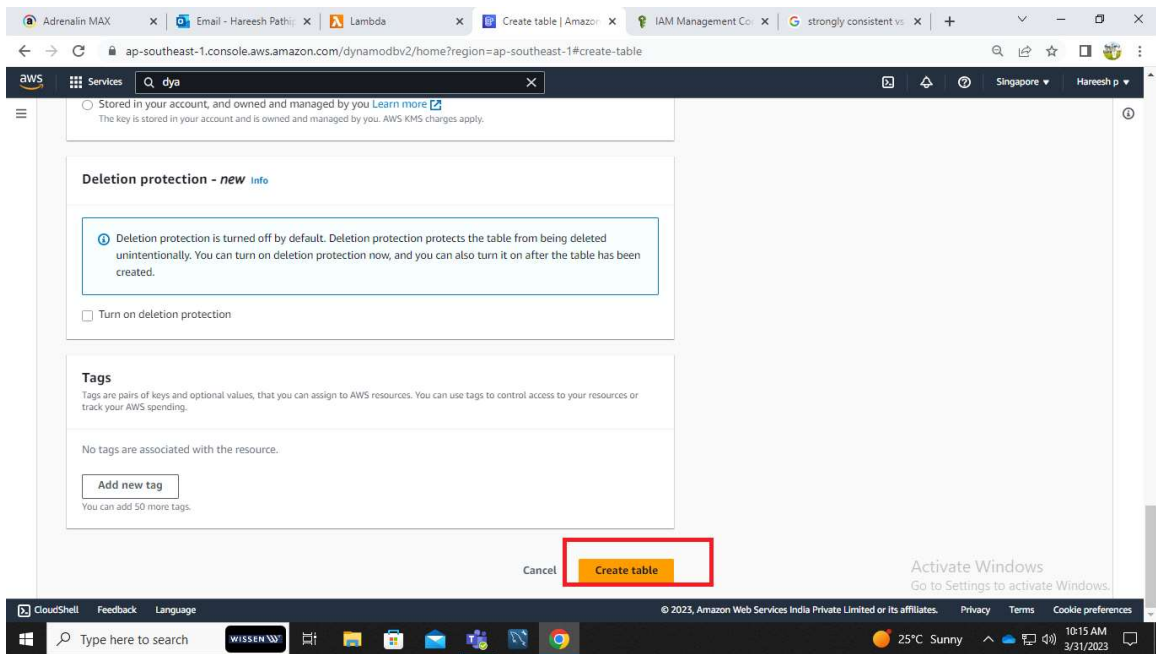 Adrenalin MAX
Email - Hareesh Pathi
Lambda
Create table | Amazon
IAM Management Co
strongly consistent vs
ap-southeast-1.console.aws.amazon.com/dynamodbv2/home?region=ap-southeast-1#create-table
aws
Services
dya
Singapore
Hareesh p
Stored in your account, and owned and managed by you Learn more
The key is stored in your account and is owned and managed by you. AWS KMS charges apply.
Deletion protection - new Info
Deletion protection is turned off by default. Deletion protection protects the table from being deleted
unintentionally. You can turn on deletion protection now, and you can also turn it on after the table has been
created.
Turn on deletion protection
Tags
Tags are pairs of keys and optional values, that you can assign to AWS resources. You can use tags to control access to your resources or
track your AWS spending.
No tags are associated with the resource.
Add new tag
You can add 50 more tags.
Cancel
Create table
Activate Windows
Go to Settings to activate Windows.
CloudShell Feedback Language
© 2023, Amazon Web Services India Private Limited or its affiliates. Privacy Terms Cookie preferences
Type here to search
WISSEN
25°C Sunny
10:15 AM
3/31/2023